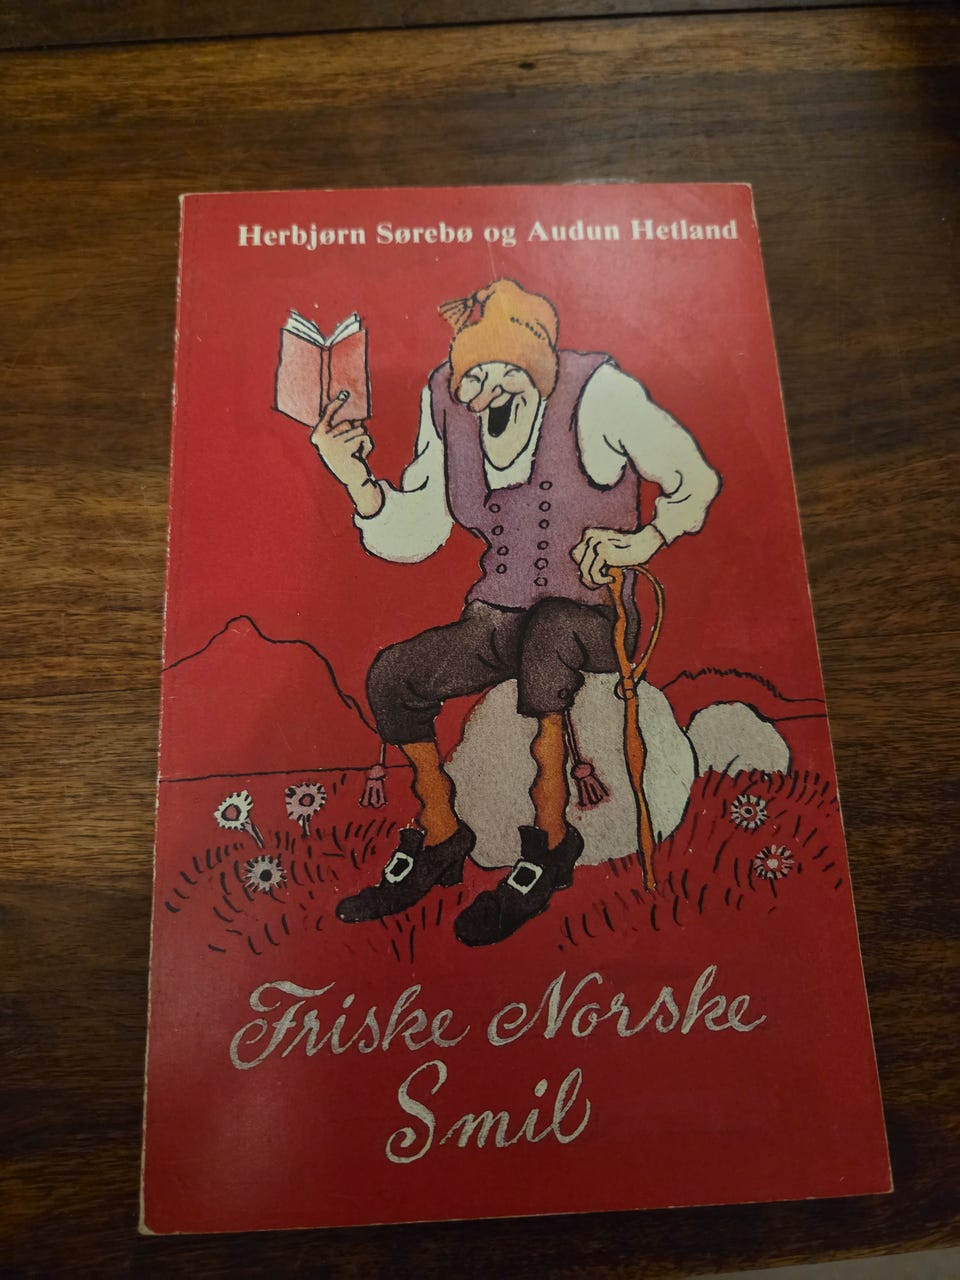 Herbjørn Sørebø og Audun Hetland
Friske Norske
Smil